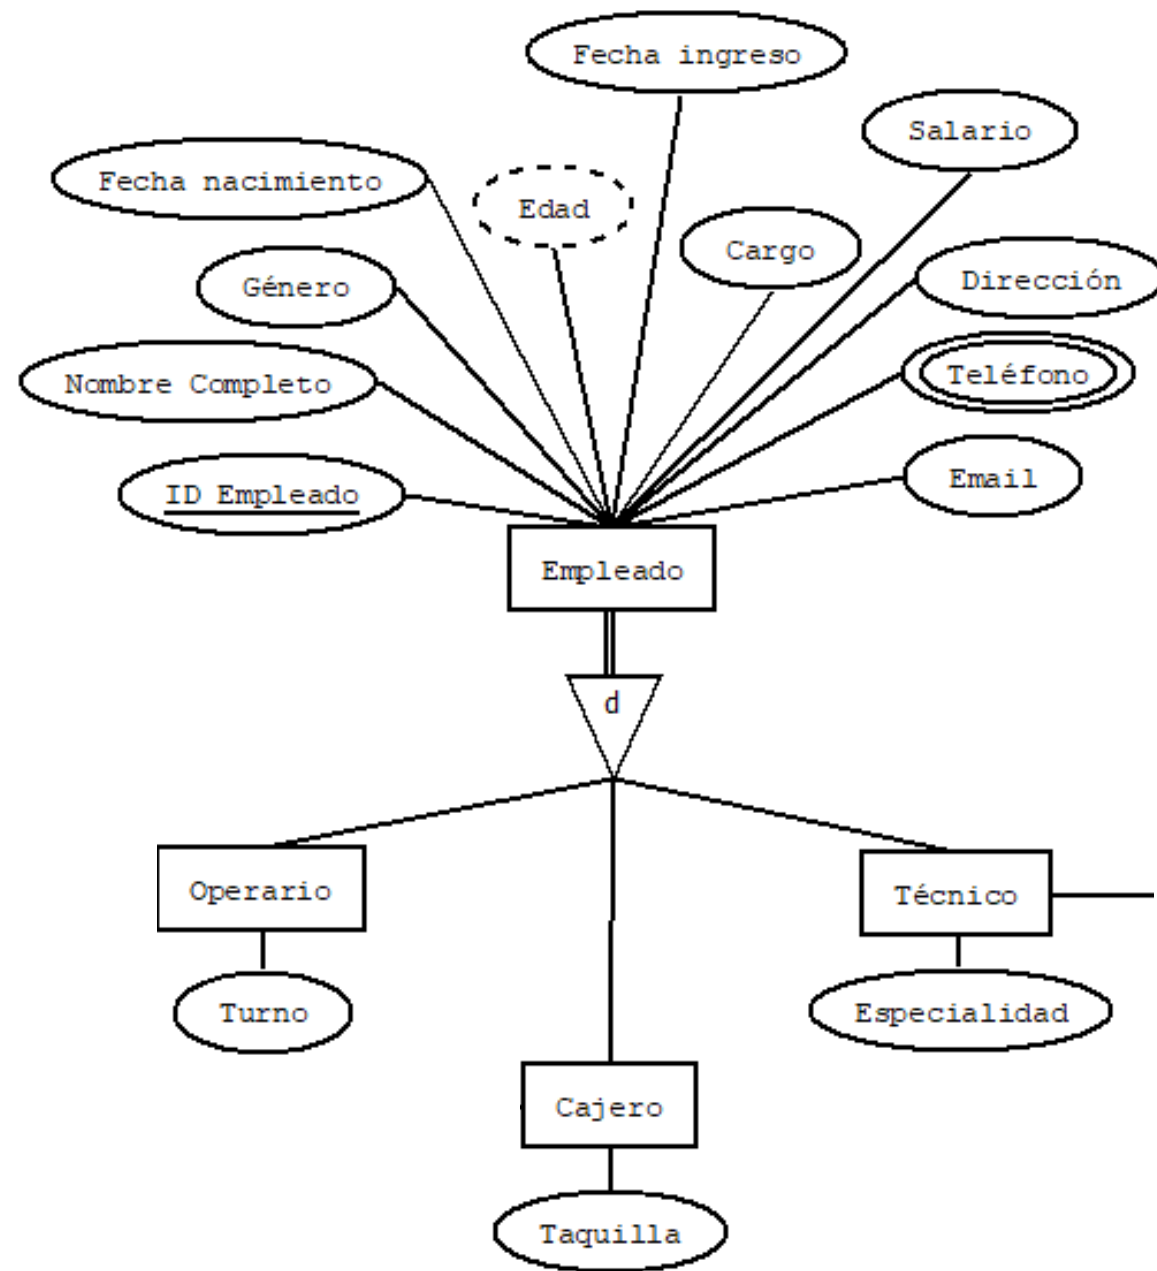 Fecha ingreso
Salario
Fecha nacimiento
Edad
Cargo
Género
Dirección
Nombre Completo
Teléfono
ID Empleado
Email
Empleado
d
Operario
Técnico
Turno
Especialidad
Cajero
Taquilla